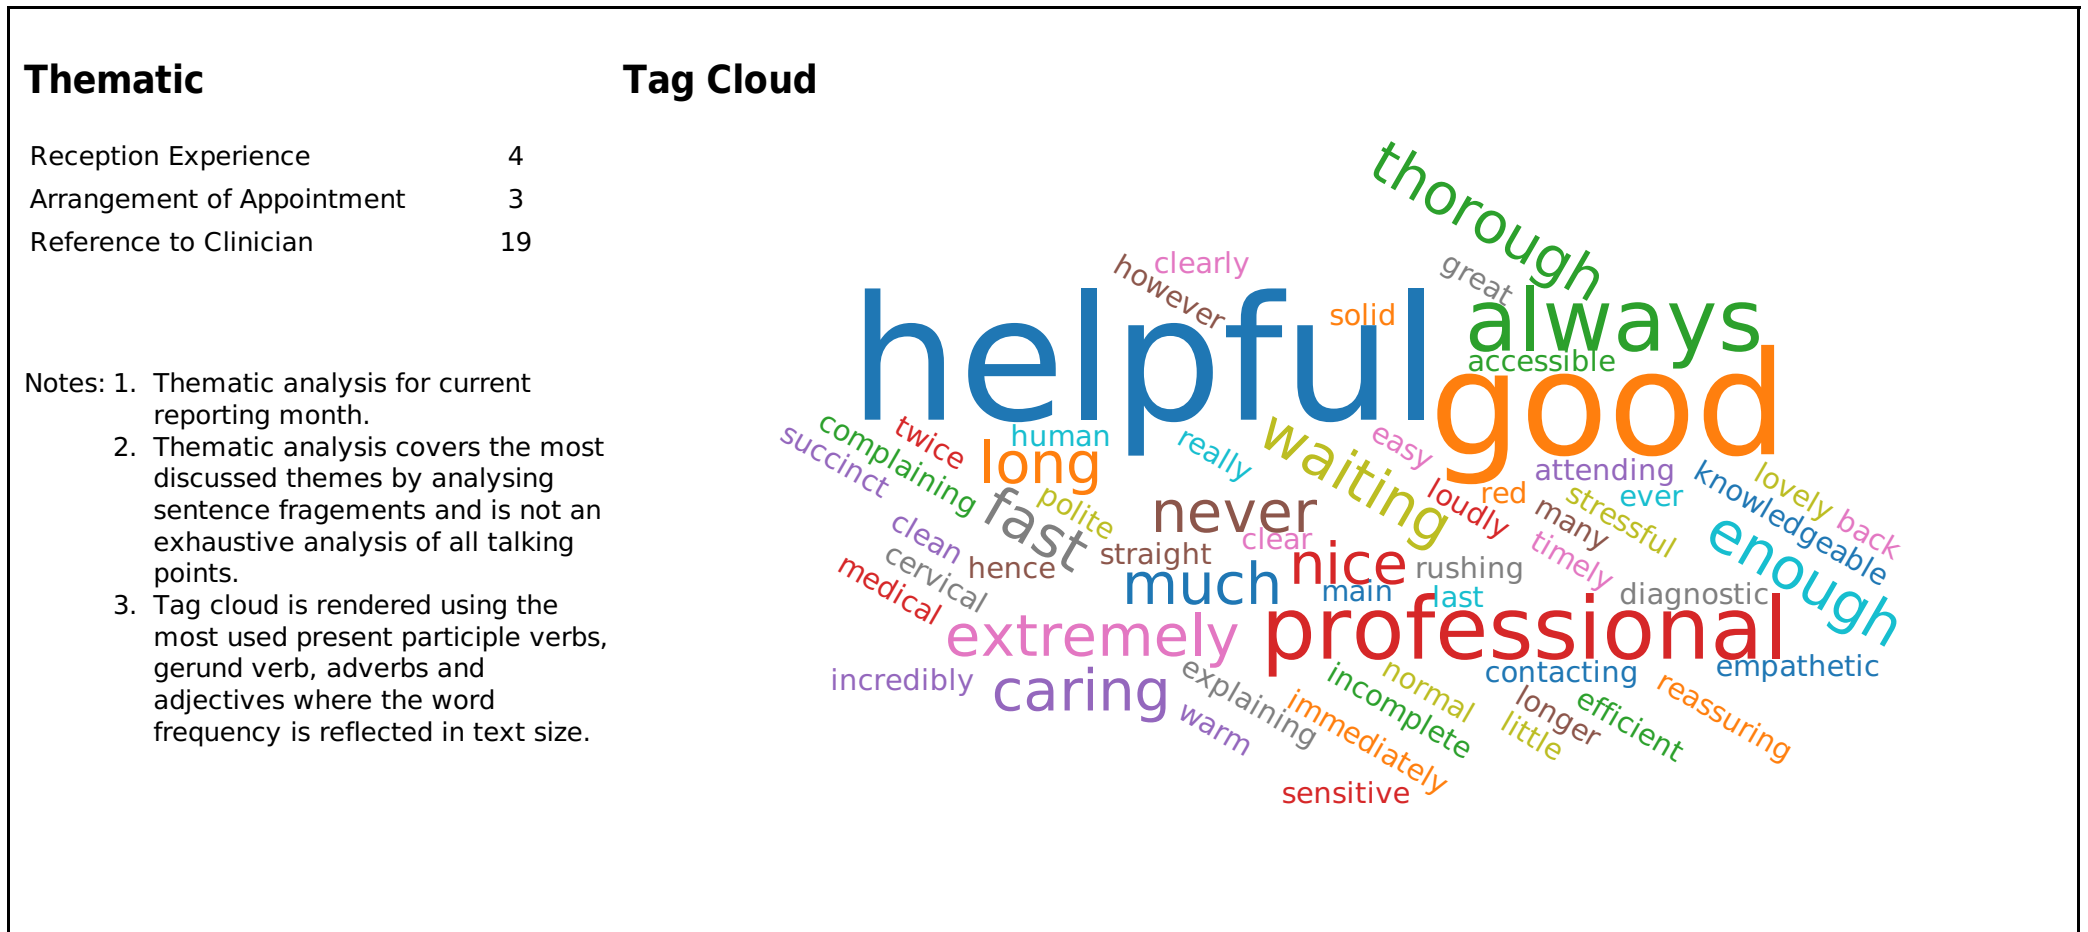 Thematic
Tag Cloud
Reception Experience 4
Arrangement of Appointment 3
Reference to Clinician 19
Notes: 1. Thematic analysis for current
reporting month.
2. Thematic analysis covers the most
discussed themes by analysing
sentence fragements and is not an
exhaustive analysis of all talking
points.
3. Tag cloud is rendered using the
most used present participle verbs,
gerund verb, adverbs and
adjectives where the word
frequency is reflected in text size.
thorough
clearly
however
great
solid
helpful
always
accessible
good
complaining
succinct
twice
human
long
really
waiting
easy
attending
knowledgeable
lovely
back
red
ever
stressful
many
loudly
fast
polite
never
clear
straight
clean
cervical
medical
hence
much
nice
main
rushing
last
timely
diagnostic
enough
extremely
professional
incredibly
caring
explaining
warm
immediately
incomplete
normal
contacting
empathetic
longer
little
efficient
reassuring
sensitive